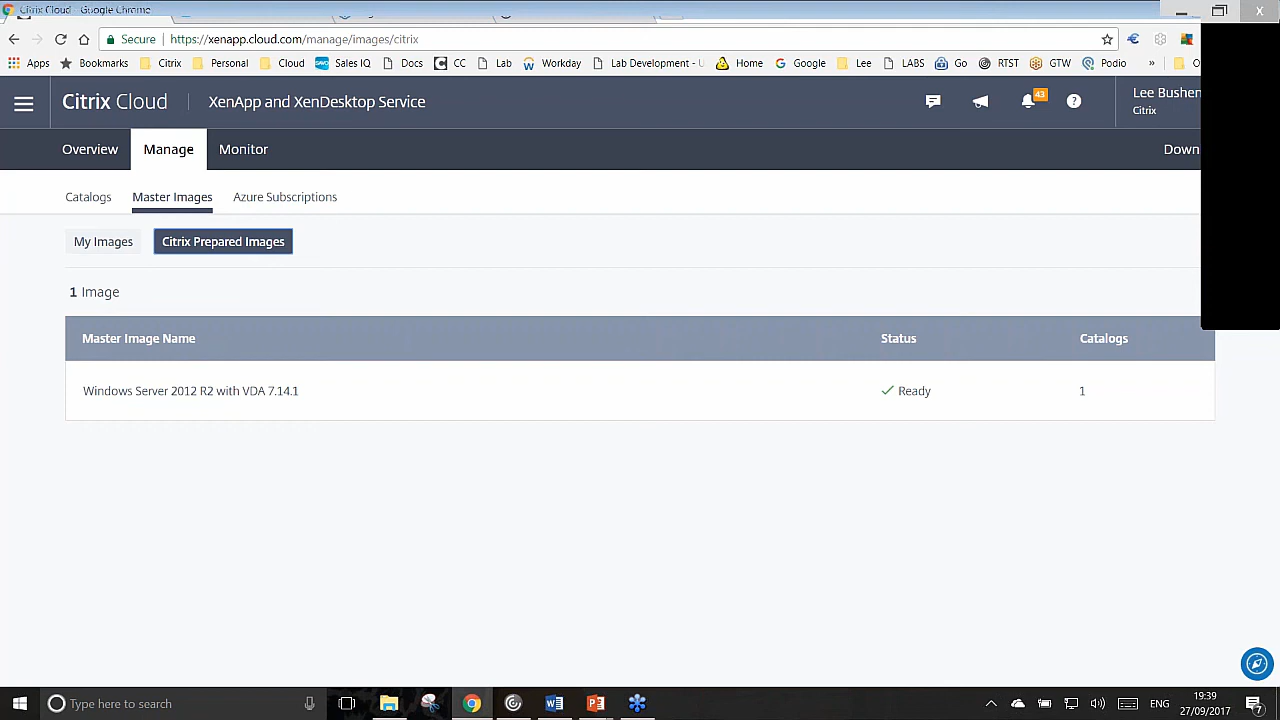 Citrix Cloud - Google Chrome
Secure https://xenapp.cloud.com/manage/images/citrix
Apps Bookmarks Citrix Personal Cloud Sales IQ Docs CC Lab Workday Lab Development - Home Google Lee LABS Go RTST GTW Podio » O
Citrix Cloud XenApp and XenDesktop Service 43 Lee Bushen
Citrix
Overview Manage Monitor Down
Catalogs Master Images Azure Subscriptions
My Images Citrix Prepared Images
1 Image
Master Image Name Status Catalogs
Windows Server 2012 R2 with VDA 7.14.1 Ready 1
Type here to search ENG 19:39
27/09/2017 7